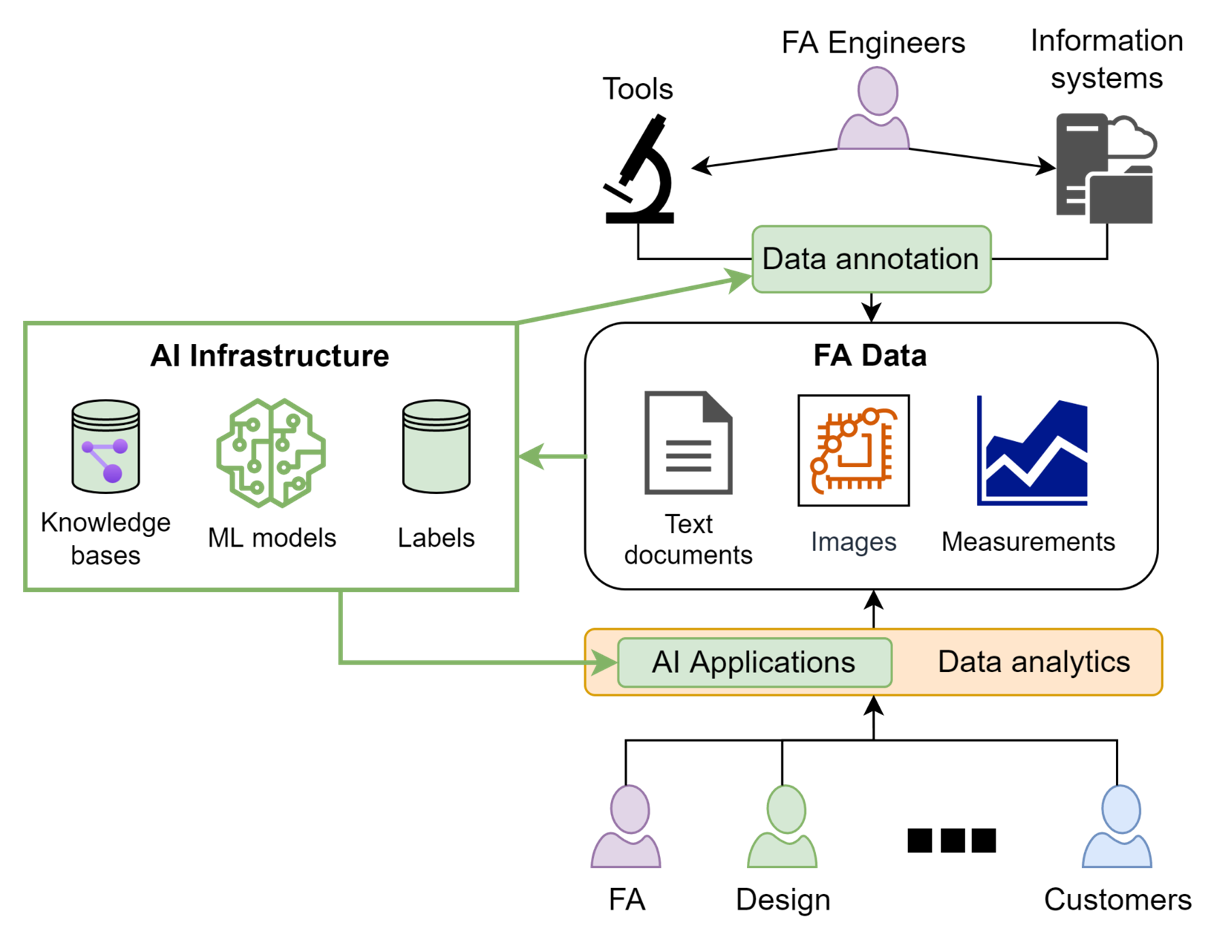 FA Engineers
Information
systems
Tools
Data annotation
AI Infrastructure
Knowledge
bases
ML models
Labels
FA Data
Text
documents
Images
Measurements
AI Applications
Data analytics
FA
Design
Customers